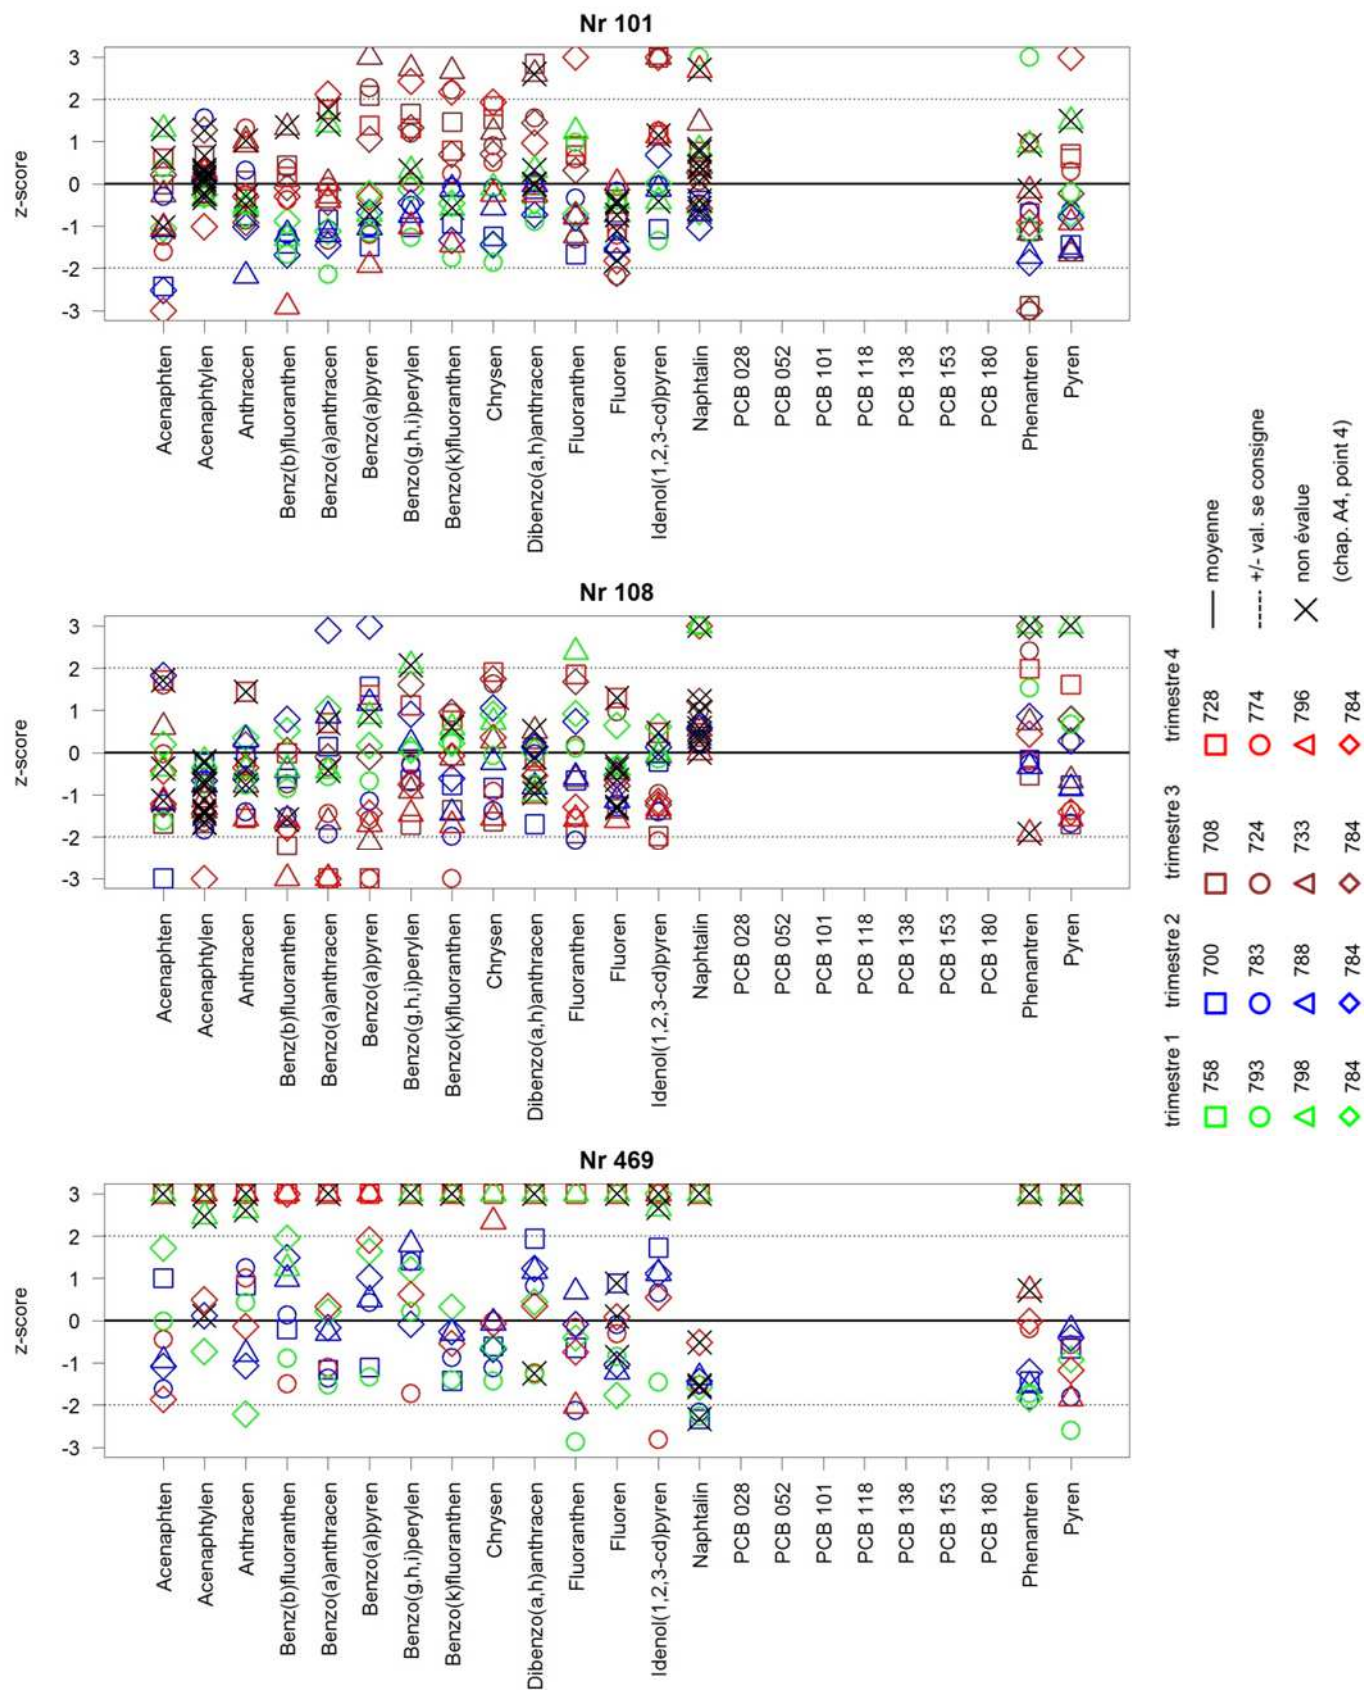 Nr 101
z-score
3
2
1
0
-1
-2
-3
Acenaphten
Acenaphtylen
Anthracen
Benz(b)fluoranthen
Benzo(a)anthracen
Benzo(a)pyren
Benzo(g,h,i)perylen
Benzo(k)fluoranthen
Chrysen
Dibenzo(a,h)anthracen
Fluoranthen
Fluoren
Idenol(1,2,3-cd)pyren
Naphtalin
PCB 028
PCB 052
PCB 101
PCB 118
PCB 138
PCB 153
PCB 180
Phenantren
Pyren
Nr 108
z-score
3
2
1
0
-1
-2
-3
Acenaphten
Acenaphtylen
Anthracen
Benz(b)fluoranthen
Benzo(a)anthracen
Benzo(a)pyren
Benzo(g,h,i)perylen
Benzo(k)fluoranthen
Chrysen
Dibenzo(a,h)anthracen
Fluoranthen
Fluoren
Idenol(1,2,3-cd)pyren
Naphtalin
PCB 028
PCB 052
PCB 101
PCB 118
PCB 138
PCB 153
PCB 180
Phenantren
Pyren
Nr 469
z-score
3
2
1
0
-1
-2
-3
Acenaphten
Acenaphtylen
Anthracen
Benz(b)fluoranthen
Benzo(a)anthracen
Benzo(a)pyren
Benzo(g,h,i)perylen
Benzo(k)fluoranthen
Chrysen
Dibenzo(a,h)anthracen
Fluoranthen
Fluoren
Idenol(1,2,3-cd)pyren
Naphtalin
PCB 028
PCB 052
PCB 101
PCB 118
PCB 138
PCB 153
PCB 180
Phenantren
Pyren
trimestre 1 trimestre 2 trimestre 3 trimestre 4
758 700 708 728 moyenne
793 783 724 774 +/- val. se consigne
798 788 733 796 non évalue
784 784 784 784 (chap. A4, point 4)